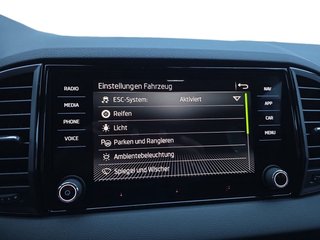 RADIO
MEDIA
PHONE
VOICE
Einstellungen Fahrzeug
ESC-System: Aktiviert
Reifen
Licht
Parken und Rangieren
Ambientebeleuchtung
Spiegel und Wischer
NAV
APP
CAR
MENU